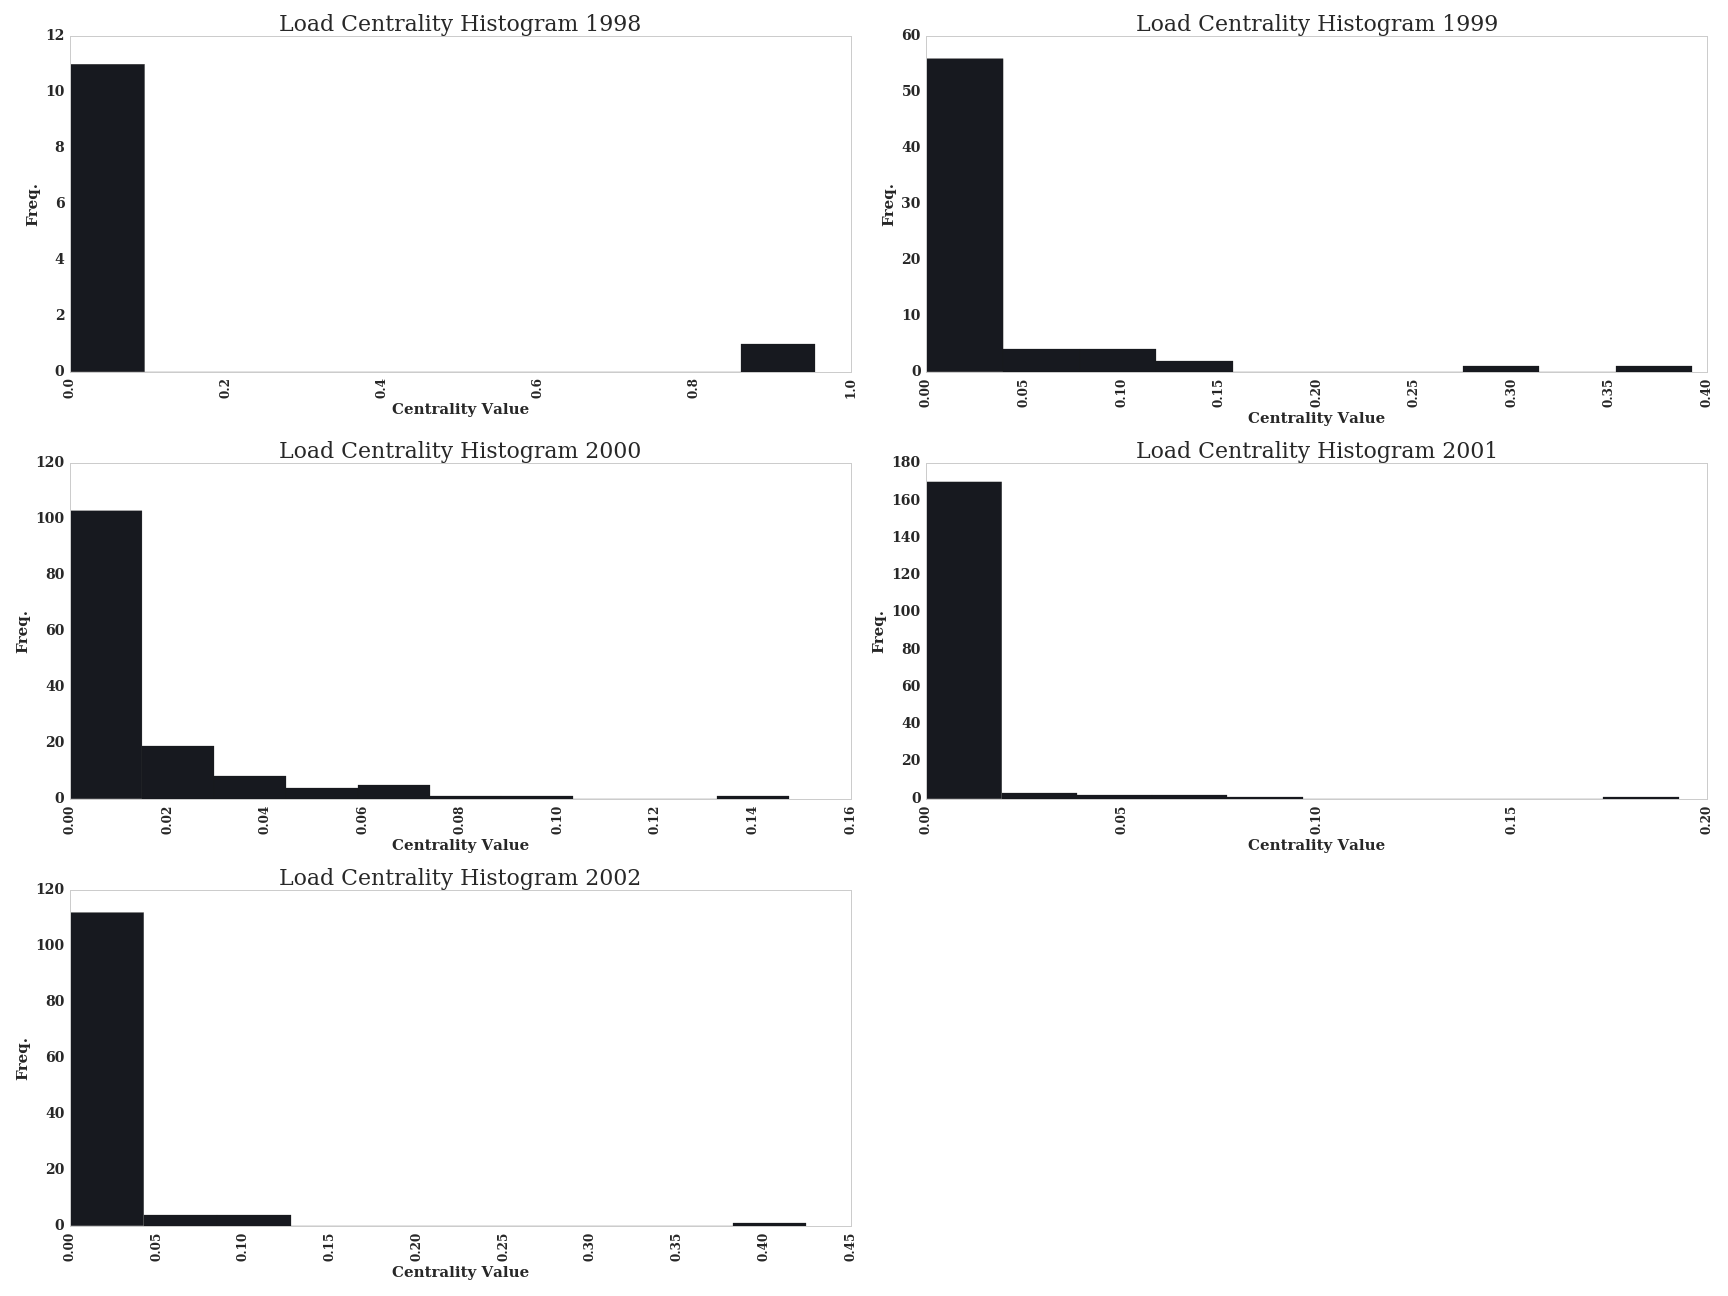 Load Centrality Histogram 1998
12
10
8
6
4
2
0
Freq.
0.0 0.2 0.4 0.6 0.8 1.0
Centrality Value
Load Centrality Histogram 1999
60
50
40
30
20
10
0
Freq.
0.00 0.05 0.10 0.15 0.20 0.25 0.30 0.35 0.40
Centrality Value
Load Centrality Histogram 2000
120
100
80
60
40
20
0
Freq.
0.00 0.02 0.04 0.06 0.08 0.10 0.12 0.14 0.16
Centrality Value
Load Centrality Histogram 2001
180
160
140
120
100
80
60
40
20
0
Freq.
0.00 0.05 0.10 0.15 0.20
Centrality Value
Load Centrality Histogram 2002
120
100
80
60
40
20
0
Freq.
0.00 0.05 0.10 0.15 0.20 0.25 0.30 0.35 0.40 0.45
Centrality Value